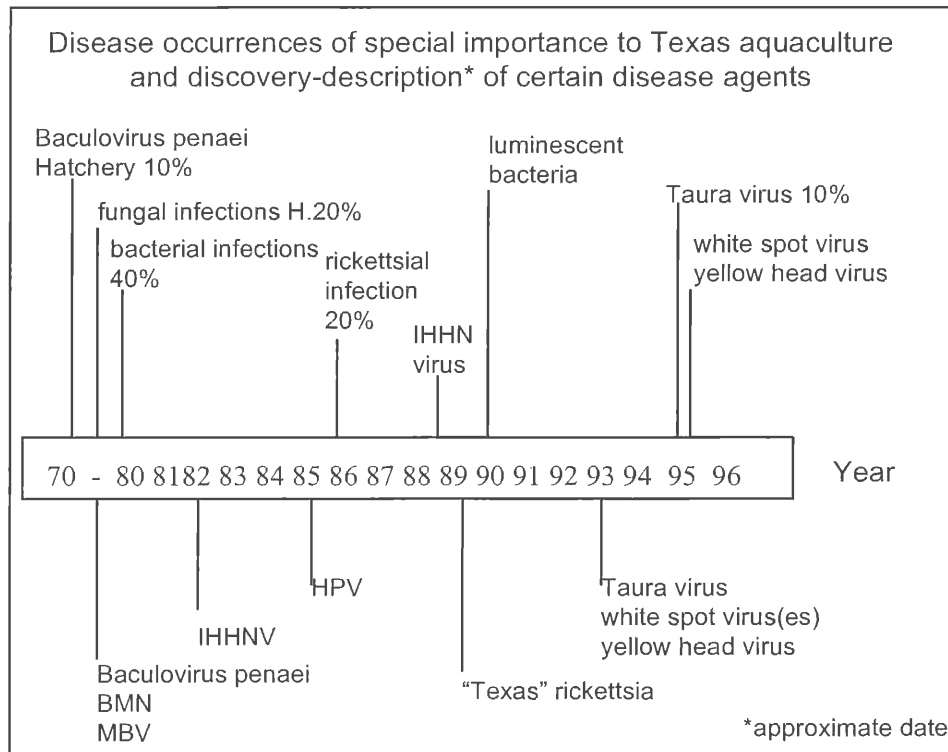 Disease occurrences of special importance to Texas aquaculture
and discovery-description* of certain disease agents
Baculovirus penaei
Hatchery 10%
fungal infections H.20%
bacterial infections
40%
rickettsial
infection
20%
IHHN
virus
luminescent
bacteria
Taura virus 10%
white spot virus
yellow head virus
70 - 80 81 82 83 84 85 86 87 88 89 90 91 92 93 94 95 96
Year
Baculovirus penaei
BMN
MBV
IHHNV
HPV
“Texas” rickettsia
Taura virus
white spot virus(es)
yellow head virus
*approximate date